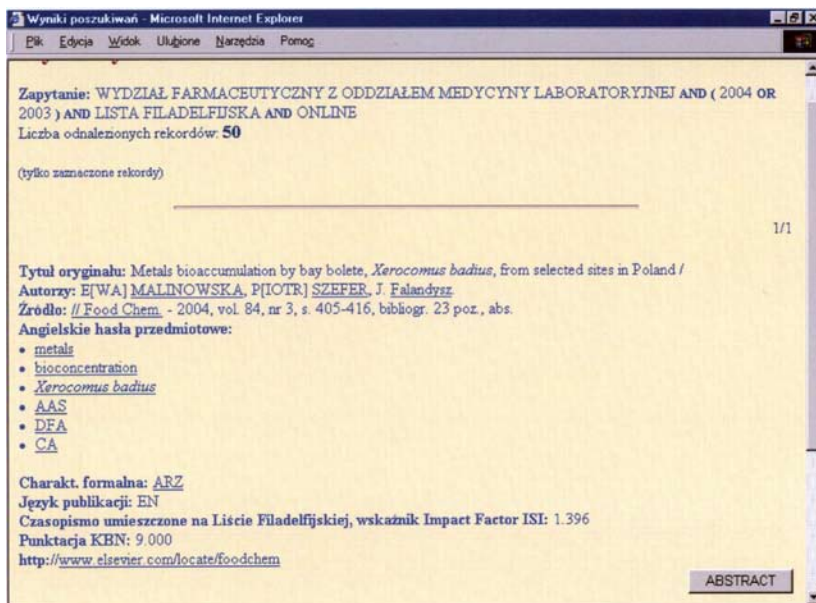 Wyniki poszukiwań - Microsoft Internet Explorer
Plik Edycja Widok Ulubione Narzędzia Pomoc
Zapytanie: WYDZIAŁ FARMACEUTYCZNY Z ODDZIAŁEM MEDYCYNY LABORATORYJNEJ AND ( 2004 OR
2003 ) AND LISTA FILADELFIJSKA AND ONLINE
Liczba odnalezionych rekordów: 50
(tylko zaznaczone rekordy)
1/1
Tytuł oryginału: Metals bioaccumulation by bay bolete, Xerocomus badius, from selected sites in Poland /
Autorzy: E[WA] MALINOWSKA, P[IOTR] SZEFER, J. Falandysz.
Źródło: // Food Chem. - 2004, vol. 84, nr 3, s. 405-416, bibliogr. 23 poz., abs.
Angielskie hasła przedmiotowe:
• metals
• bioconcentration
• Xerocomus badius
• AAS
• DFA
• CA
Charakt. formalna: ARZ
Język publikacji: EN
Czasopismo umieszczone na Liście Filadelfijskiej, wskaźnik Impact Factor ISI: 1.396
Punktacja KBN: 9.000
http://www.elsevier.com/locate/foodchem
ABSTRACT